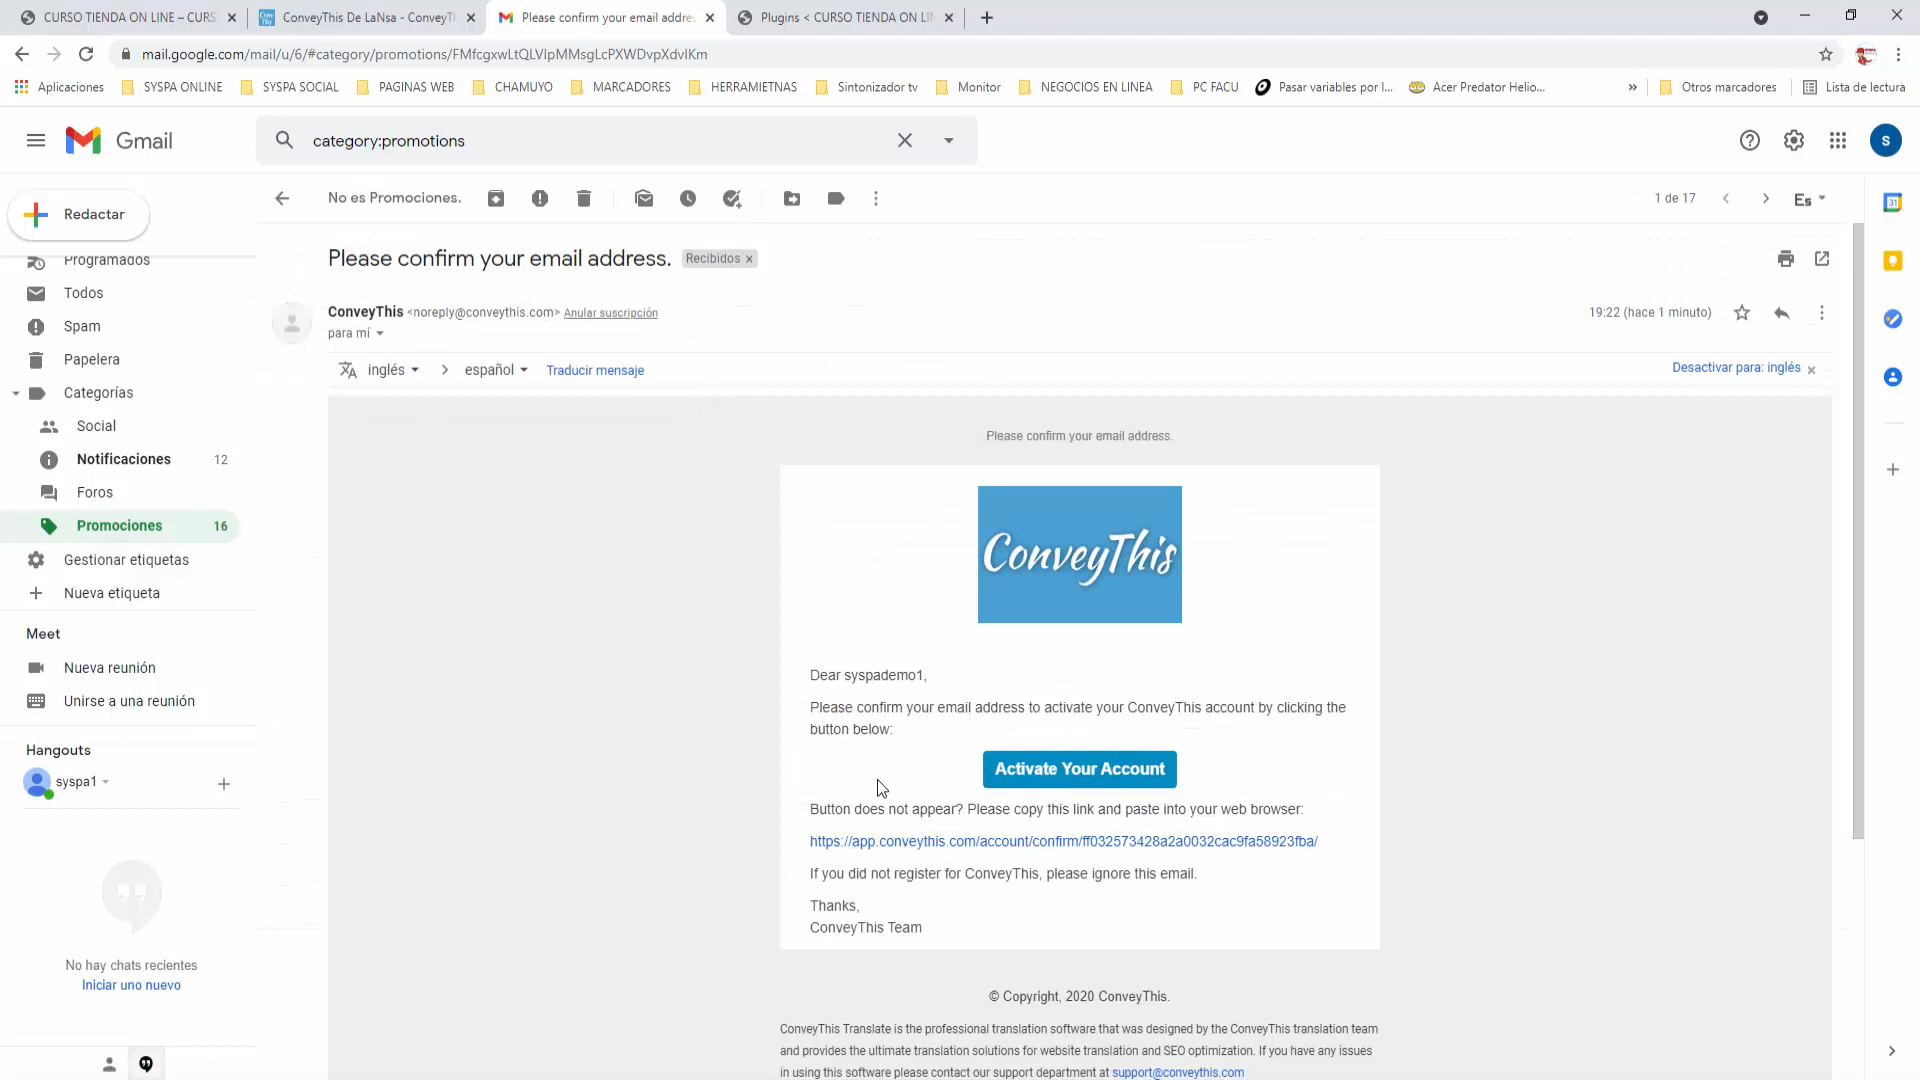 CURSO TIENDA ON LINE – CURS
ConveyThis De LaNsa - ConveyT
Please confirm your email addre
Plugins < CURSO TIENDA ON LIN
mail.google.com/mail/u/6/#category/promotions/FMfcgxwLtQLVlpMMsgLcPXWDvpXdvlKm
Aplicaciones
SYSPA ONLINE
SYSPA SOCIAL
PAGINAS WEB
CHAMUYO
MARCADORES
HERRAMIETNAS
Sintonizador tv
Monitor
NEGOCIOS EN LINEA
PC FACU
Pasar variables por l...
Acer Predator Helio...
»
Otros marcadores
Lista de lectura
Gmail
category:promotions
S
Redactar
No es Promociones.
1 de 17
Es
Programados
Todos
Spam
Papelera
Categorías
Social
Notificaciones 12
Foros
Promociones 16
Gestionar etiquetas
Nueva etiqueta
Meet
Nueva reunión
Unirse a una reunión
Hangouts
syspa1
No hay chats recientes
Iniciar uno nuevo
Please confirm your email address.
Recibidos x
ConveyThis <noreply@conveythis.com> Anular suscripción
19:22 (hace 1 minuto)
para mí
inglés > español Traducir mensaje
Desactivar para: inglés x
Please confirm your email address.
ConveyThis
Dear syspademo1,
Please confirm your email address to activate your ConveyThis account by clicking the
button below:
Activate Your Account
Button does not appear? Please copy this link and paste into your web browser:
https://app.conveythis.com/account/confirm/ff032573428a2a0032cac9fa58923fba/
If you did not register for ConveyThis, please ignore this email.
Thanks,
ConveyThis Team
© Copyright, 2020 ConveyThis.
ConveyThis Translate is the professional translation software that was designed by the ConveyThis translation team
and provides the ultimate translation solutions for website translation and SEO optimization. If you have any issues
in using this software please contact our support department at support@conveythis.com
31